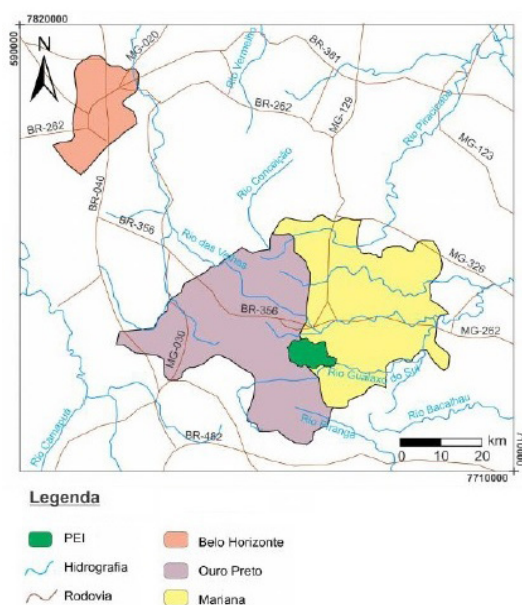 7820000
590000
N
MG-020
BR-381
Rio Vermelho
BR-262
MG-129
Rio Piracicaba
BR-262
MG-123
Rio Conceição
BR-040
BR-356
Rio das Velhas
MG-326
BR-356
MG-262
MG-030
Rio Gualaxo do Sul
Rio Bacalhau
Rio Piranga
Rio Camapuã
BR-482
km
0 10 20
7710000
7710000
Legenda
PEI
Belo Horizonte
Hidrografia
Ouro Preto
Rodovia
Mariana